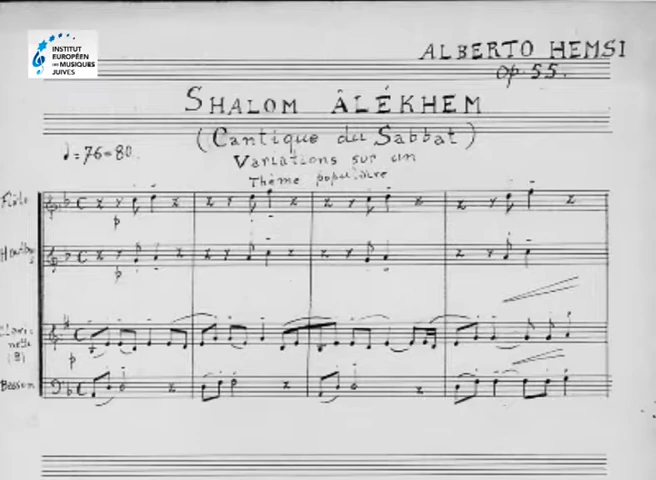 INSTITUT
EUROPÉEN
DES MUSIQUES
JUIVES
ALBERTO HEMSI
Op. 55.
SHALOM ÂLÉKHEM
(Cantique du Sabbat)
Variations sur un
Thème populaire
♩=76=80.
Flûte
p
Hautbois
p
Clarinette
(B)
p
Basson